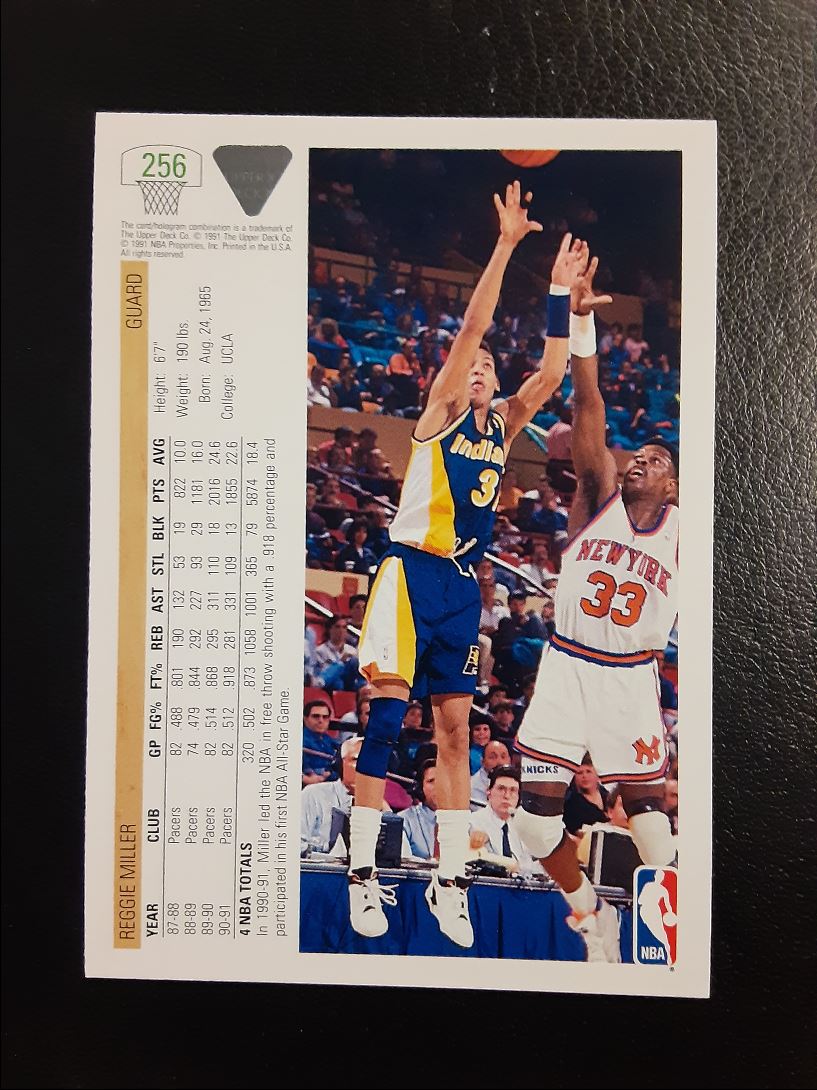 256
UPPER
DECK
The card/hologram combination is a trademark of
The Upper Deck Co. © 1991 The Upper Deck Co.
© 1991 NBA Properties, Inc. Printed in the U.S.A.
All rights reserved.
REGGIE MILLER GUARD
Height: 6'7"
Weight: 190 lbs.
Born: Aug. 24, 1965
College: UCLA
YEAR CLUB GP FG% FT% REB AST STL BLK PTS AVG
87-88 Pacers 82 .488 .801 190 132 53 19 822 10.0
88-89 Pacers 74 .479 .844 292 227 93 29 1181 16.0
89-90 Pacers 82 .514 .868 295 311 110 18 2016 24.6
90-91 Pacers 82 .512 .918 281 331 109 13 1855 22.6
4 NBA TOTALS 320 .502 .873 1058 1001 365 79 5874 18.4
In 1990-91, Miller led the NBA in free throw shooting with a .918 percentage and
participated in his first NBA All-Star Game.
India
3
NEW YORK
33
NY
KNICKS
NBA